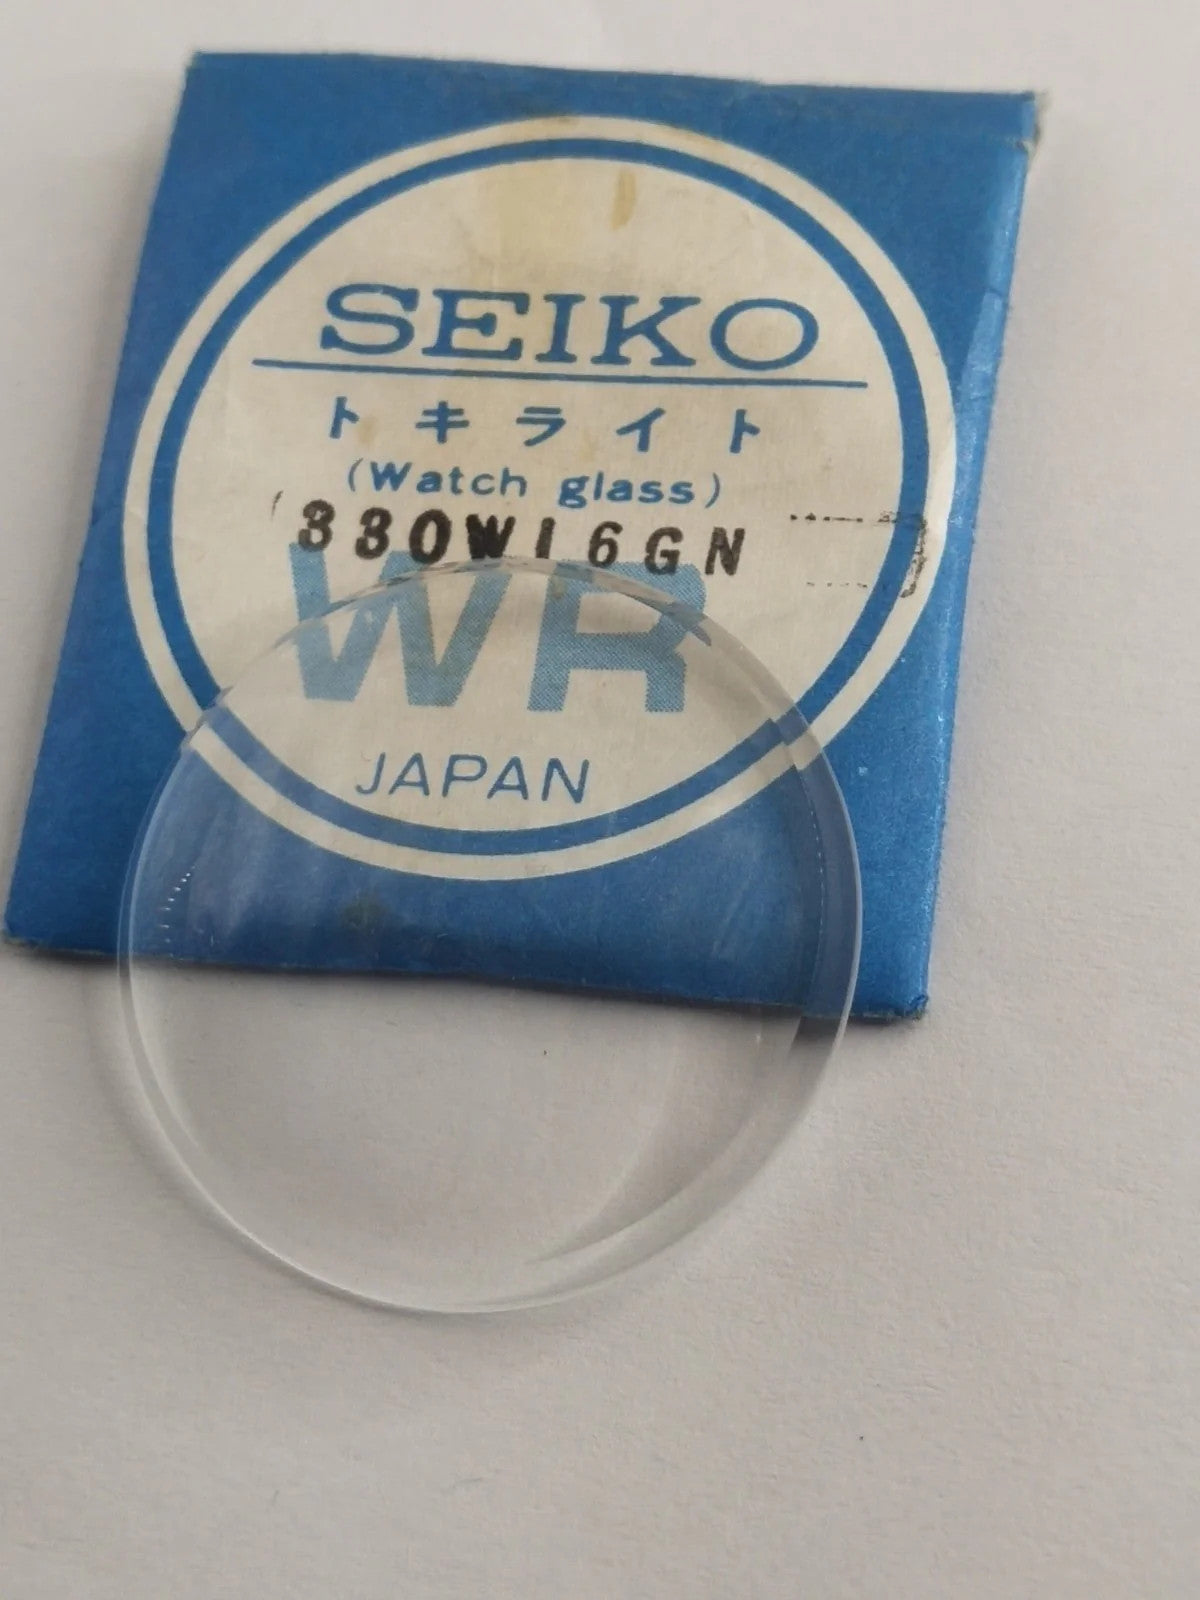 SEIKO
トキライト
(Watch glass)
330W16GN
WR
JAPAN